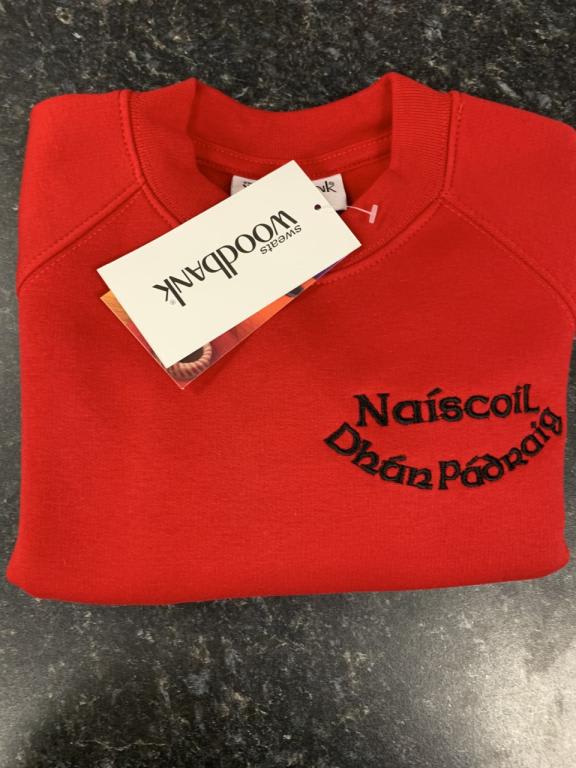 sweats
WOODBANK®
Naíscoil
Dhún Pádraig